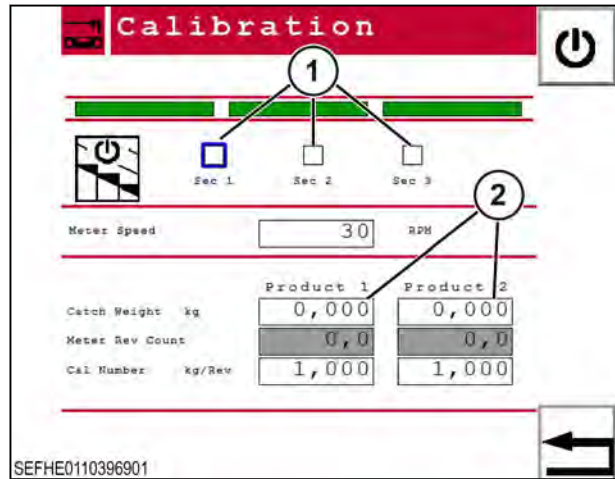 Calibration
1
Sec 1 Sec 2 Sec 3
2
Meter Speed 30 RPM
Product 1 Product 2
Catch Weight kg 0,000 0,000
Meter Rev Count 0,0 0,0
Cal Number kg/Rev 1,000 1,000
SEFHE0110396901